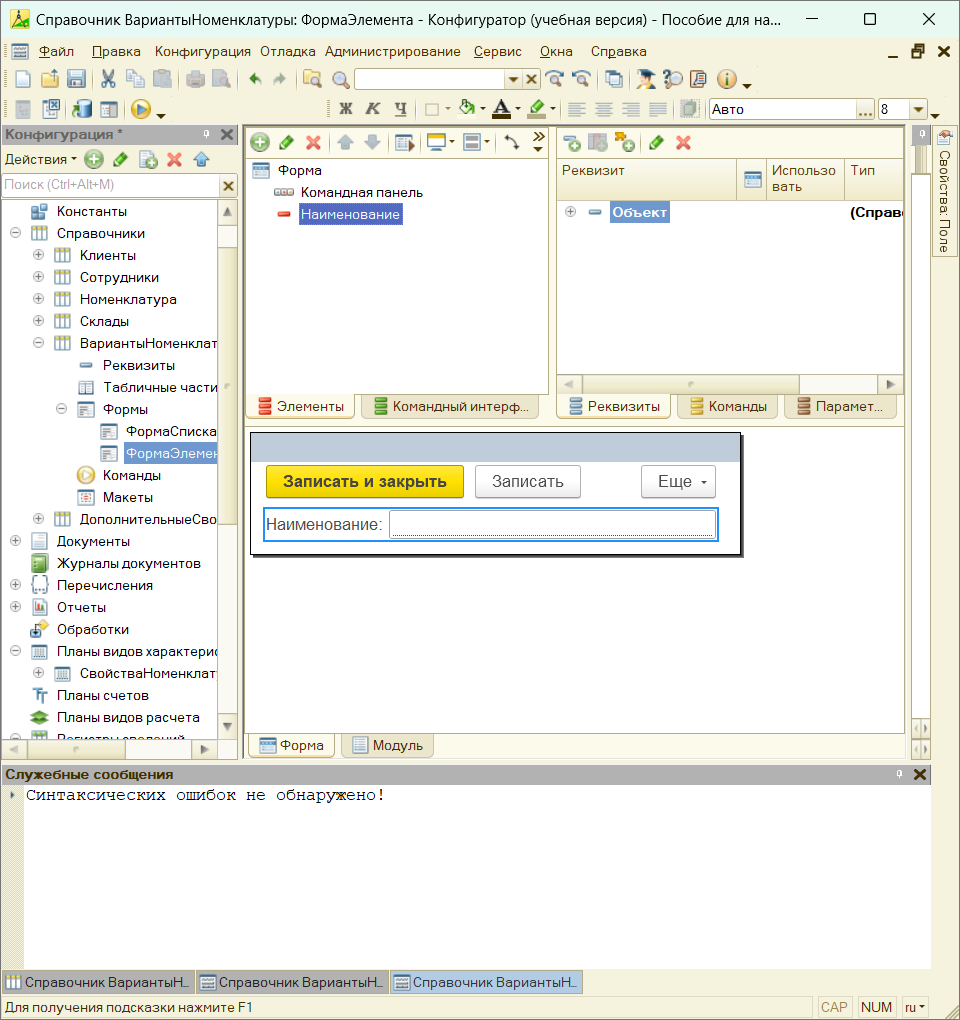 Справочник ВариантыНоменклатуры: ФормаЭлемента - Конфигуратор (учебная версия) - Пособие для на...
Файл Правка Конфигурация Отладка Администрирование Сервис Окна Справка
Ж К Ч Авто ... 8
Конфигурация *
Действия
Поиск (Ctrl+Alt+M)
Константы
Справочники
Клиенты
Сотрудники
Номенклатура
Склады
ВариантыНоменклат
Реквизиты
Табличные части
Формы
ФормаСписка
ФормаЭлемен
Команды
Макеты
ДополнительныеСво
Документы
Журналы документов
Перечисления
Отчеты
Обработки
Планы видов характерис
СвойстваНоменклат
Планы счетов
Планы видов расчета
Регистры сведений
Форма
Командная панель
Наименование
Элементы
Командный интерф...
Реквизит
Использо
вать
Тип
Объект
(Справ
Реквизиты
Команды
Парамет...
Свойства: Поле
Записать и закрыть
Записать
Еще
Наименование:
Форма
Модуль
Служебные сообщения
Синтаксических ошибок не обнаружено!
Справочник ВариантыН...
Справочник ВариантыН...
Справочник ВариантыН...
Для получения подсказки нажмите F1
CAP NUM ru